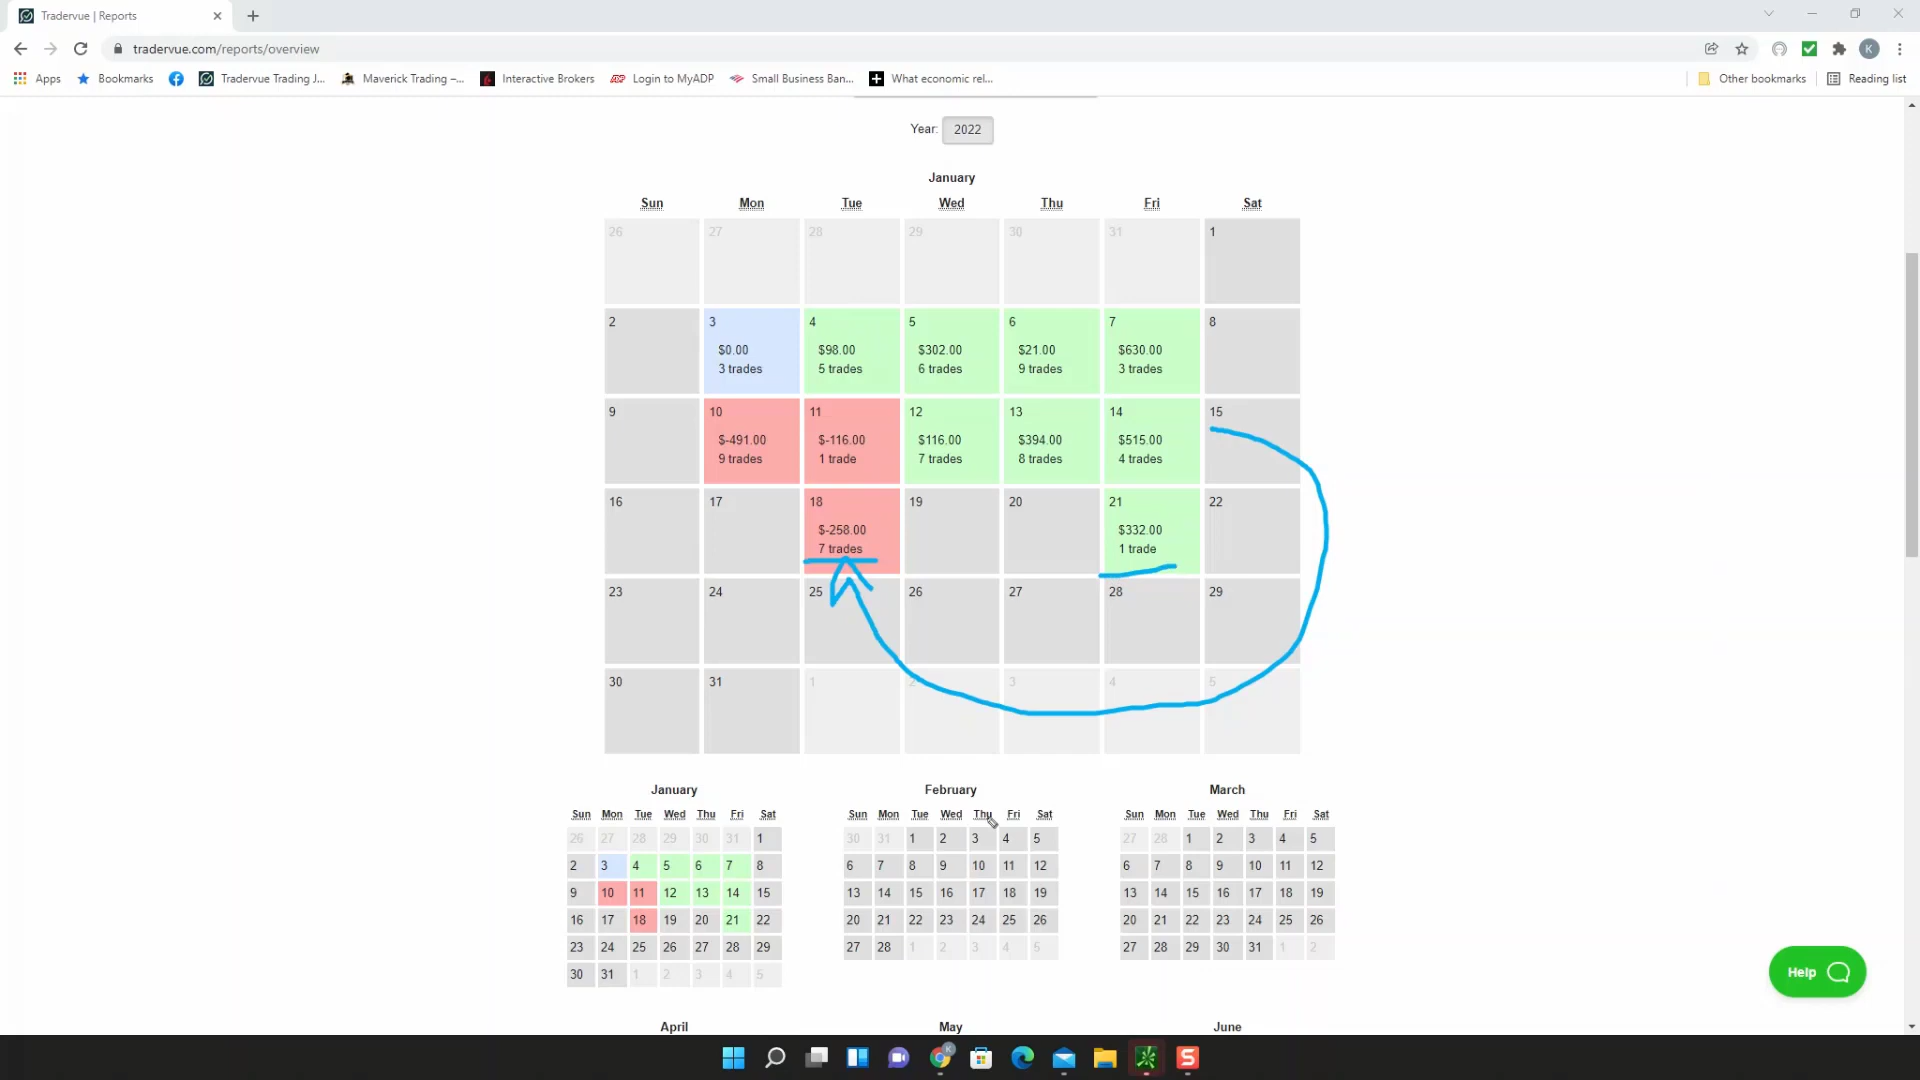 Tradervue | Reports
tradervue.com/reports/overview
K
Apps Bookmarks Tradervue Trading J... Maverick Trading –... Interactive Brokers Login to MyADP Small Business Ban... What economic rel... Other bookmarks Reading list
Year: 2022
January
Sun Mon Tue Wed Thu Fri Sat
26 27 28 29 30 31 1
2 3 4 5 6 7 8
$0.00 $98.00 $302.00 $21.00 $630.00
3 trades 5 trades 6 trades 9 trades 3 trades
9 10 11 12 13 14 15
$-491.00 $-116.00 $116.00 $394.00 $515.00
9 trades 1 trade 7 trades 8 trades 4 trades
16 17 18 19 20 21 22
$-258.00 $332.00
7 trades 1 trade
23 24 25 26 27 28 29
30 31 1 2 3 4 5
January February March
Sun Mon Tue Wed Thu Fri Sat Sun Mon Tue Wed Thu Fri Sat Sun Mon Tue Wed Thu Fri Sat
26 27 28 29 30 31 1 30 31 1 2 3 4 5 27 28 1 2 3 4 5
2 3 4 5 6 7 8 6 7 8 9 10 11 12 6 7 8 9 10 11 12
9 10 11 12 13 14 15 13 14 15 16 17 18 19 13 14 15 16 17 18 19
16 17 18 19 20 21 22 20 21 22 23 24 25 26 20 21 22 23 24 25 26
23 24 25 26 27 28 29 27 28 1 2 3 4 5 27 28 29 30 31 1 2
30 31 1 2 3 4 5
Help
April May June